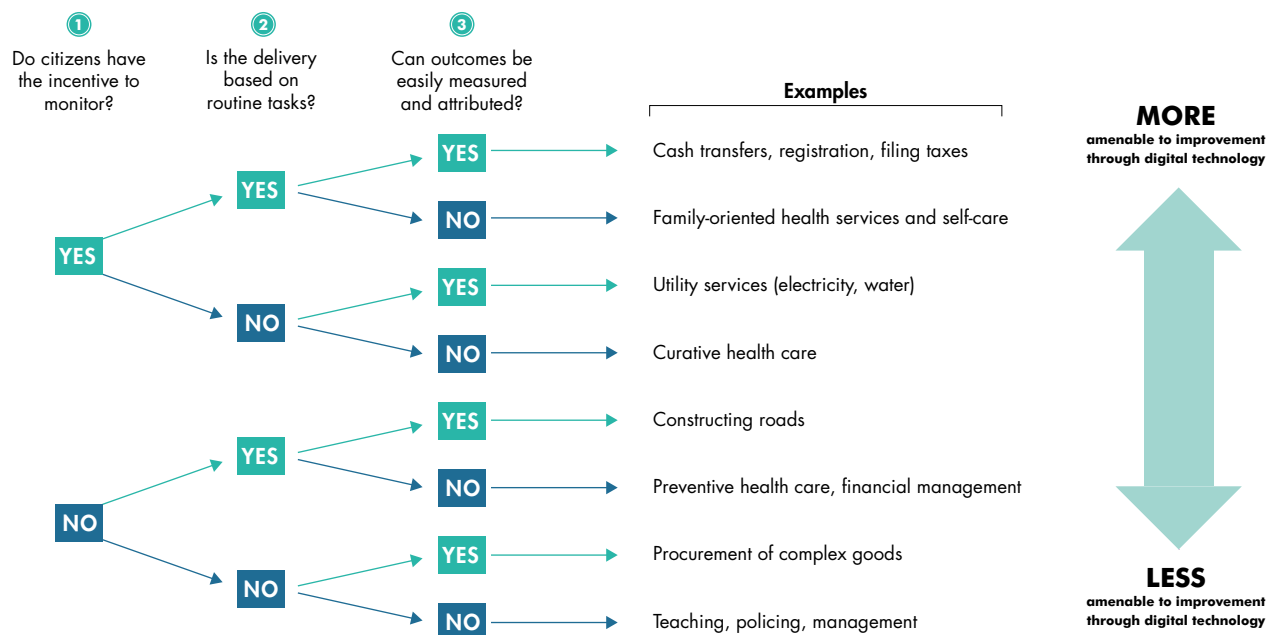 1
2
3
Do citizens have
the incentive to
monitor?
Is the delivery
based on
routine tasks?
Can outcomes be
easily measured
and attributed?
Examples
MORE
amenable to improvement
through digital technology
YES
YES
YES
Cash transfers, registration, filing taxes
NO
Family-oriented health services and self-care
NO
YES
Utility services (electricity, water)
NO
Curative health care
NO
YES
YES
Constructing roads
NO
Preventive health care, financial management
NO
YES
Procurement of complex goods
NO
Teaching, policing, management
LESS
amenable to improvement
through digital technology